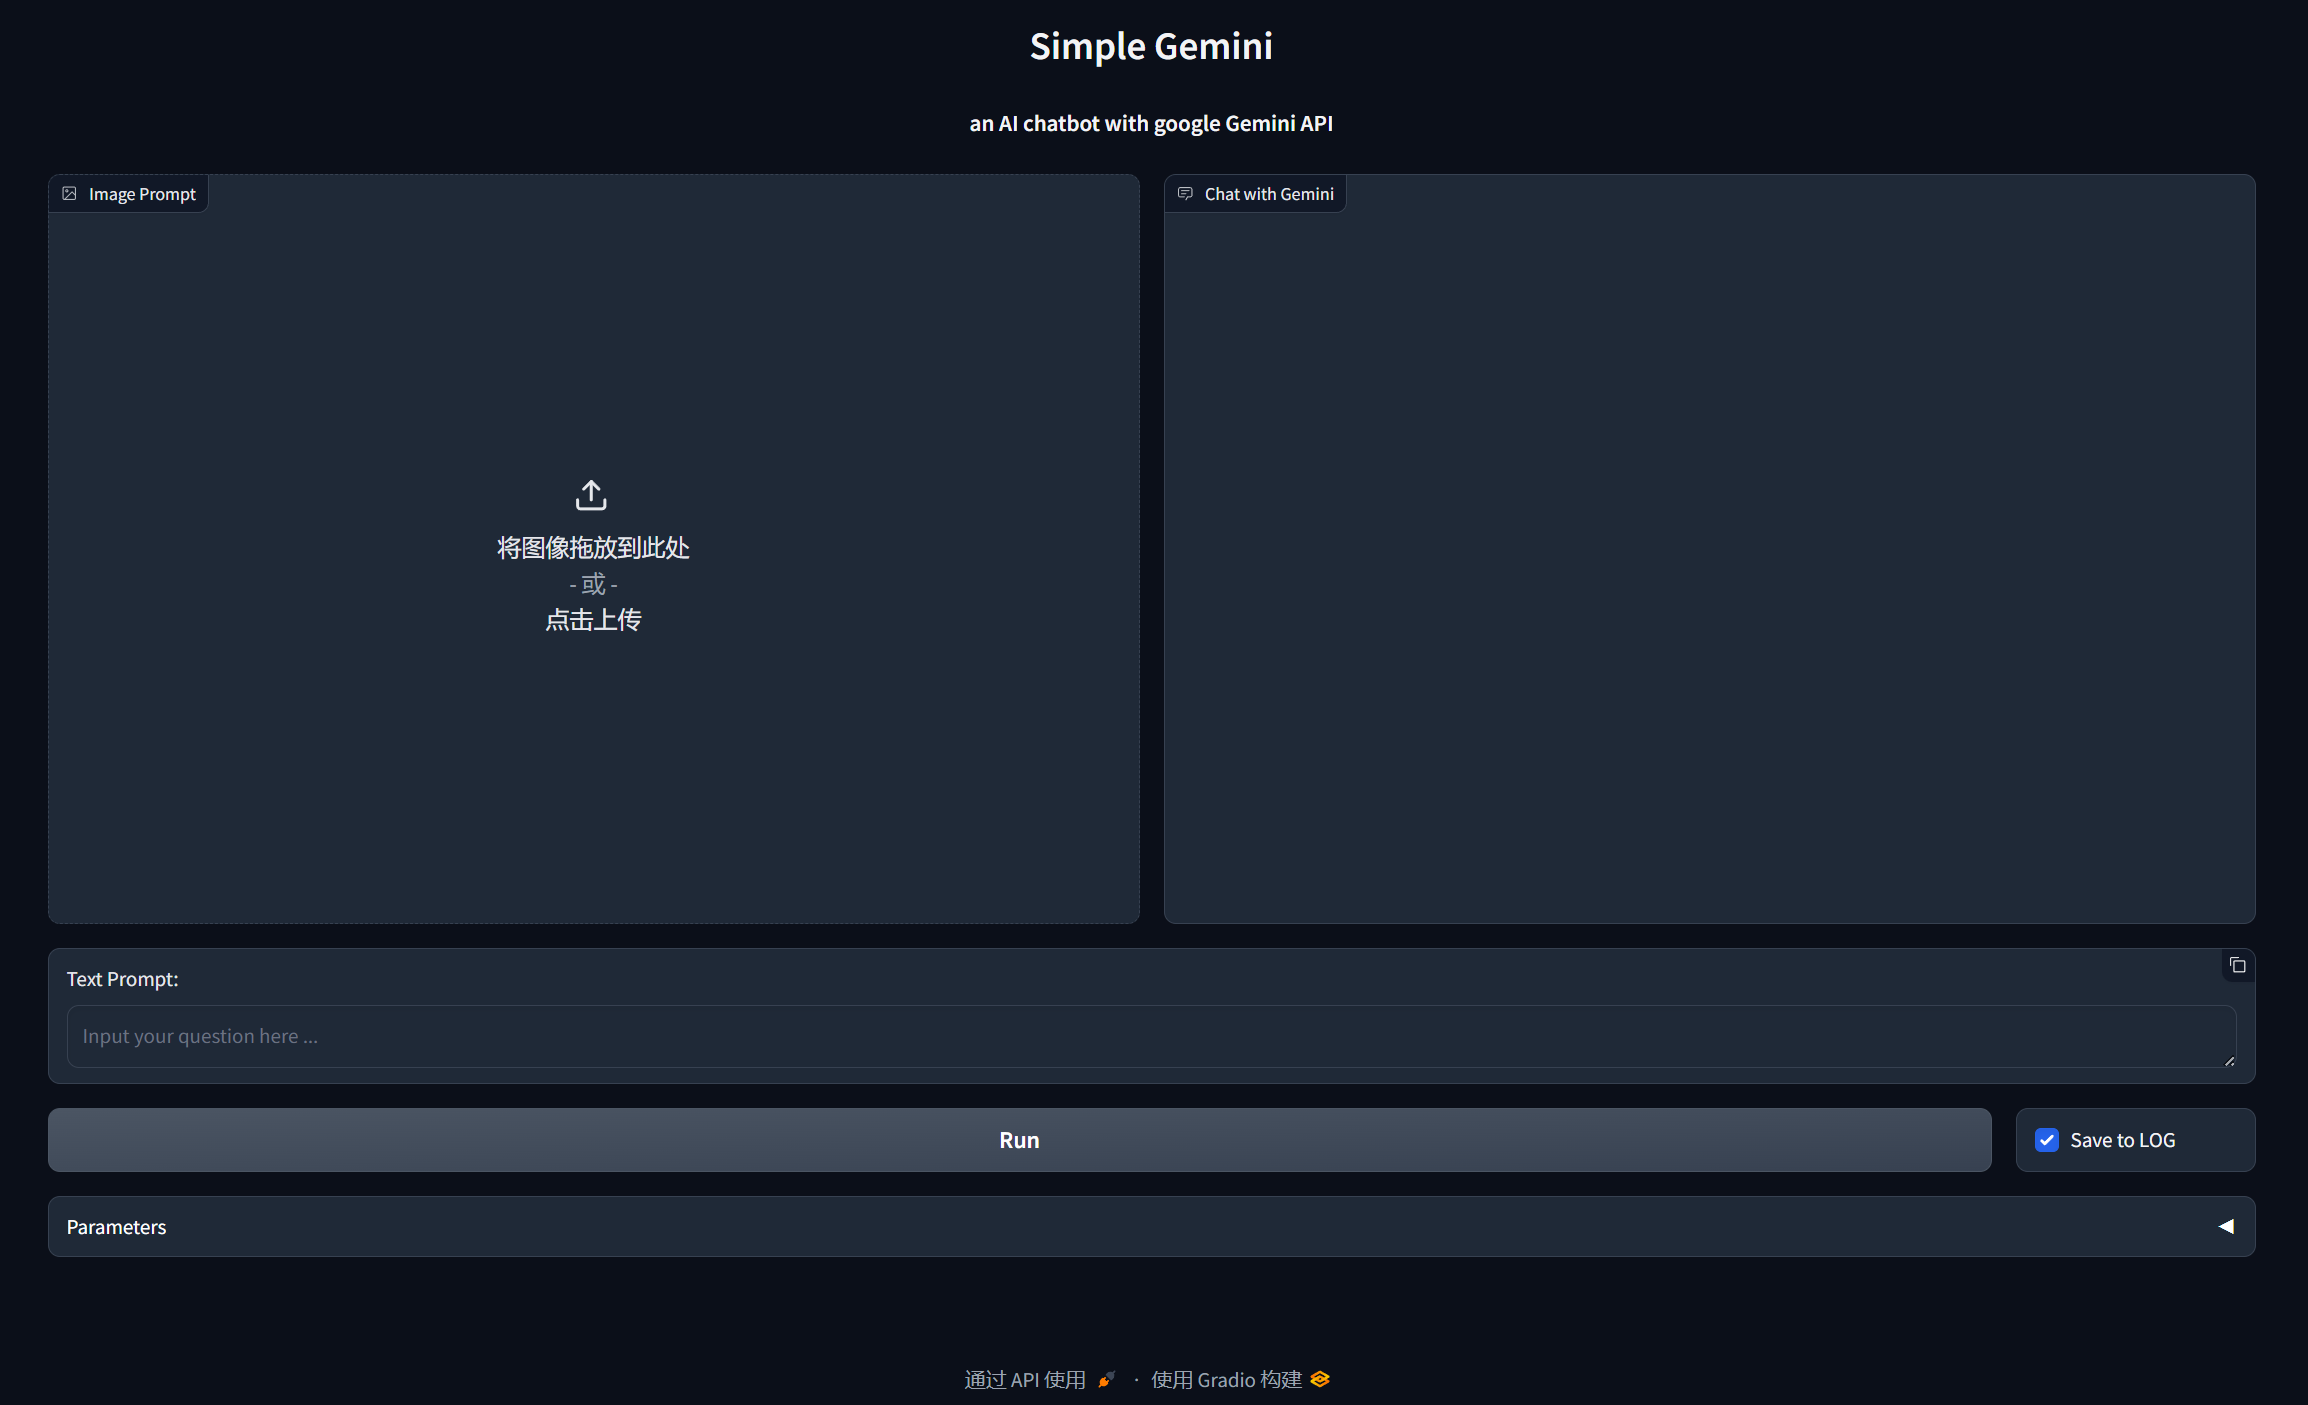 Simple Gemini
an AI chatbot with google Gemini API
Image Prompt
Chat with Gemini
将图像拖放到此处
- 或 -
点击上传
Text Prompt:
Input your question here ...
Run
Save to LOG
Parameters
通过 API 使用 · 使用 Gradio 构建